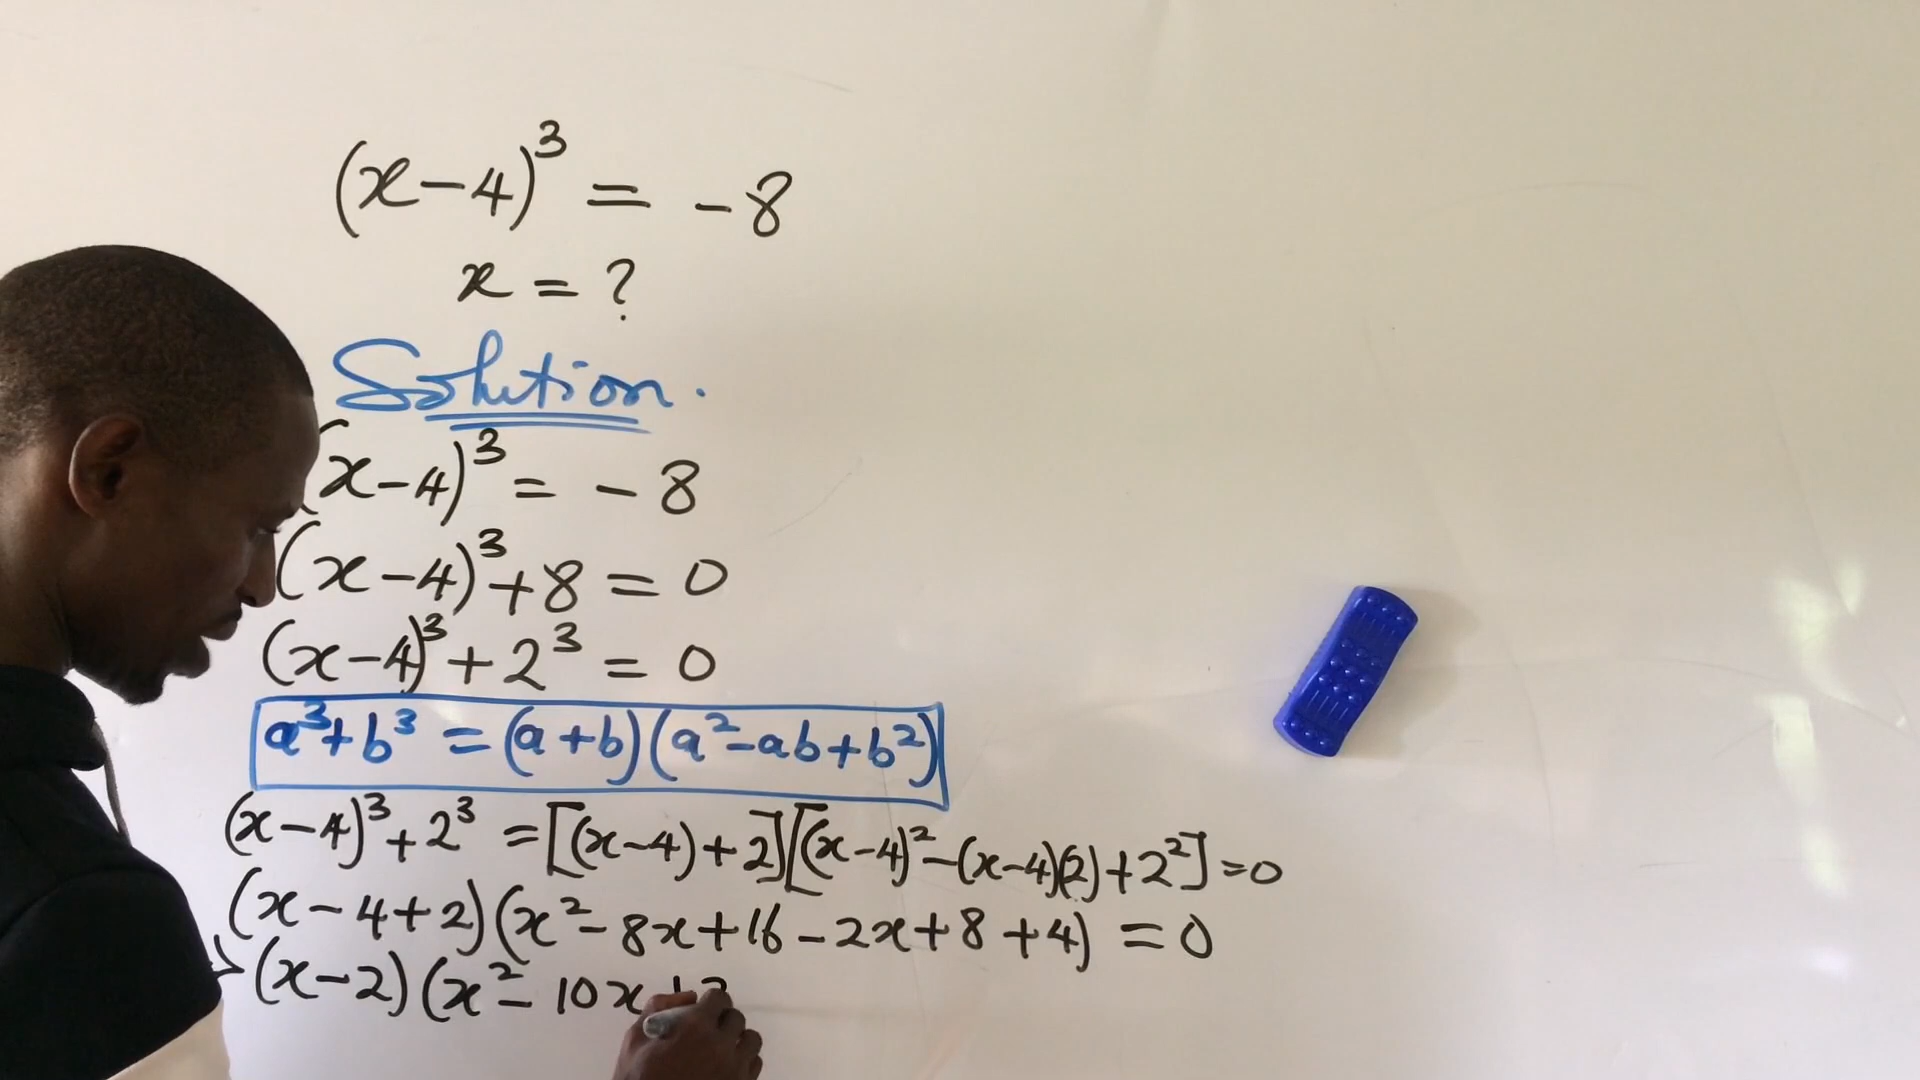 (x-4)³ = -8
x = ?
Solution.
(x-4)³ = -8
(x-4)³+8 = 0
(x-4)³+2³ = 0
a³+b³ = (a+b)(a²-ab+b²)
(x-4)³+2³ = [(x-4)+2][(x-4)²-(x-4)(2)+2²]=0
(x-4+2)(x²-8x+16-2x+8+4) = 0
(x-2)(x²-10x+2